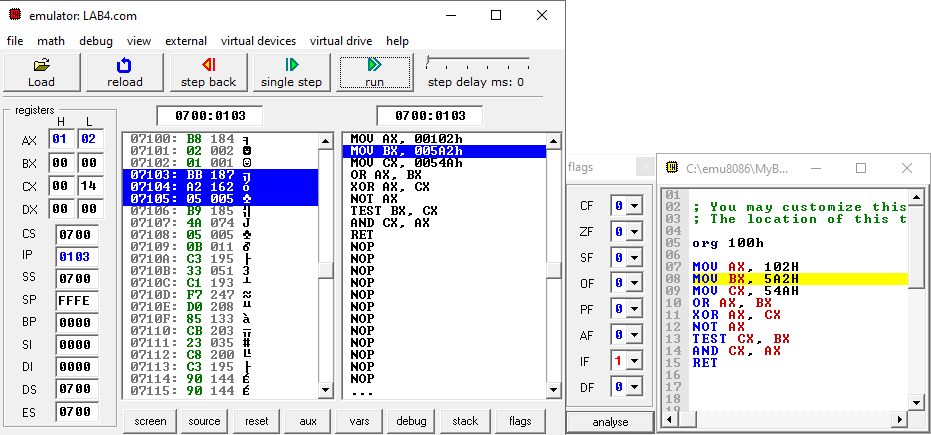 emulator: LAB4.com
file math debug view external virtual devices virtual drive help
Load reload step back single step run step delay ms: 0
registers
H L
AX 01 02
BX 00 00
CX 00 14
DX 00 00
CS 0700
IP 0103
SS 0700
SP FFFE
BP 0000
SI 0000
DI 0000
DS 0700
ES 0700
0700:0103
07100: B8 184 ╕
07101: 02 002 ☻
07102: 01 001 ☺
07103: BB 187 ╗
07104: A2 162 ó
07105: 05 005 ♣
07106: B9 185 ╣
07107: 4A 074 J
07108: 05 005 ♣
07109: 0B 011 ♂
0710A: C3 195 ├
0710B: 33 051 3
0710C: C1 193 ┴
0710D: F7 247 ≈
0710E: D0 208 ╨
0710F: 85 133 à
07110: CB 203 ╦
07111: 23 035 #
07112: C8 200 ╚
07113: C3 195 ├
07114: 90 144 É
07115: 90 144 É
0700:0103
MOV AX, 00102h
MOV BX, 005A2h
MOV CX, 0054Ah
OR AX, BX
XOR AX, CX
NOT AX
TEST BX, CX
AND CX, AX
RET
NOP
NOP
NOP
NOP
NOP
NOP
NOP
NOP
NOP
NOP
NOP
NOP
...
screen source reset aux vars debug stack flags
flags
CF 0
ZF 0
SF 0
OF 0
PF 0
AF 0
IF 1
DF 0
analyse
C:\emu8086\MyB...
01
02 ; You may customize this
03 ; The location of this t
04
05 org 100h
06
07 MOV AX, 102H
08 MOV BX, 5A2H
09 MOV CX, 54AH
10 OR AX, BX
11 XOR AX, CX
12 NOT AX
13 TEST CX, BX
14 AND CX, AX
15 RET
16
17
18